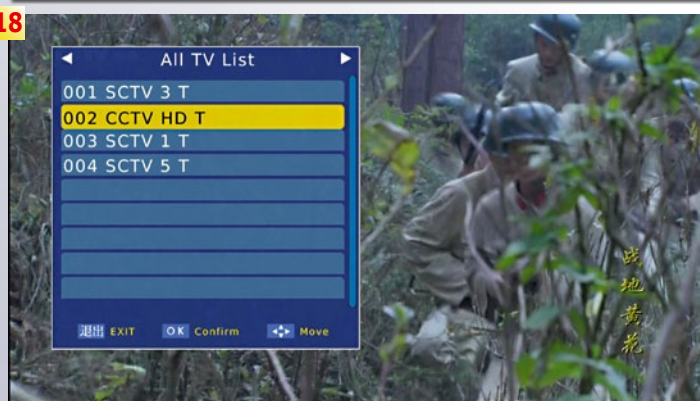 18
All TV List
001 SCTV 3 T
002 CCTV HD T
003 SCTV 1 T
004 SCTV 5 T
退出 EXIT OK Confirm Move
战地黄花